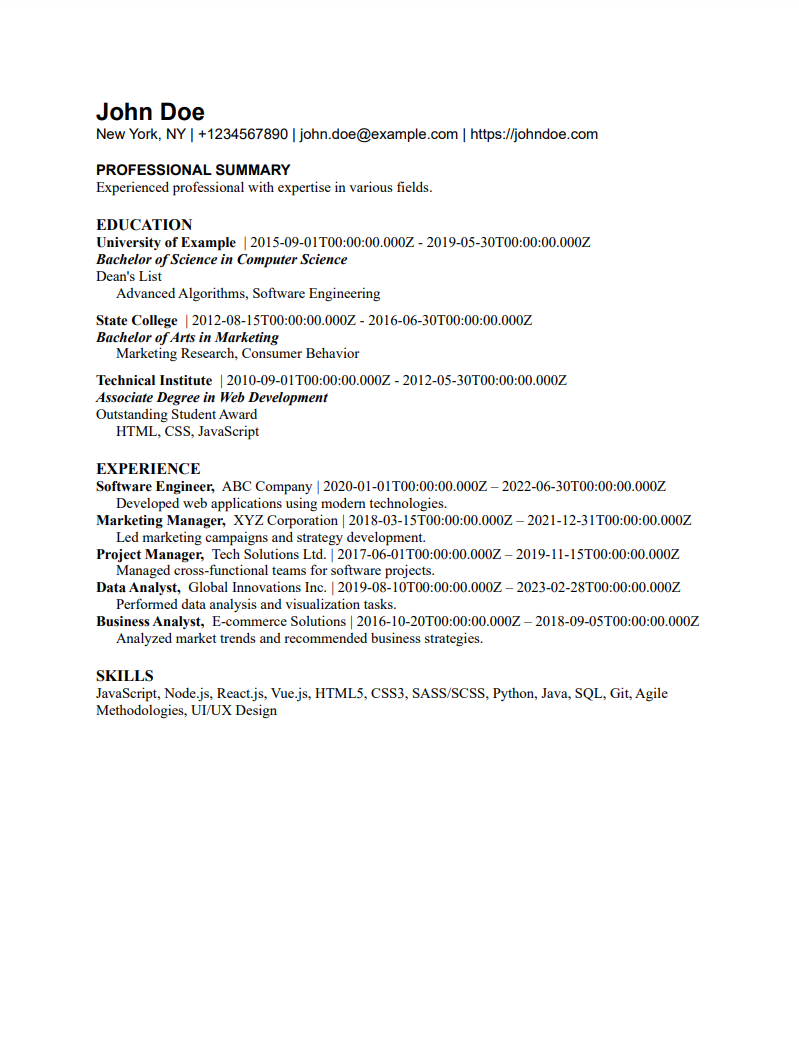 John Doe
New York, NY | +1234567890 | john.doe@example.com | https://johndoe.com
PROFESSIONAL SUMMARY
Experienced professional with expertise in various fields.
EDUCATION
University of Example | 2015-09-01T00:00:00.000Z - 2019-05-30T00:00:00.000Z
Bachelor of Science in Computer Science
Dean's List
Advanced Algorithms, Software Engineering
State College | 2012-08-15T00:00:00.000Z - 2016-06-30T00:00:00.000Z
Bachelor of Arts in Marketing
Marketing Research, Consumer Behavior
Technical Institute | 2010-09-01T00:00:00.000Z - 2012-05-30T00:00:00.000Z
Associate Degree in Web Development
Outstanding Student Award
HTML, CSS, JavaScript
EXPERIENCE
Software Engineer, ABC Company | 2020-01-01T00:00:00.000Z – 2022-06-30T00:00:00.000Z
Developed web applications using modern technologies.
Marketing Manager, XYZ Corporation | 2018-03-15T00:00:00.000Z – 2021-12-31T00:00:00.000Z
Led marketing campaigns and strategy development.
Project Manager, Tech Solutions Ltd. | 2017-06-01T00:00:00.000Z – 2019-11-15T00:00:00.000Z
Managed cross-functional teams for software projects.
Data Analyst, Global Innovations Inc. | 2019-08-10T00:00:00.000Z – 2023-02-28T00:00:00.000Z
Performed data analysis and visualization tasks.
Business Analyst, E-commerce Solutions | 2016-10-20T00:00:00.000Z – 2018-09-05T00:00:00.000Z
Analyzed market trends and recommended business strategies.
SKILLS
JavaScript, Node.js, React.js, Vue.js, HTML5, CSS3, SASS/SCSS, Python, Java, SQL, Git, Agile
Methodologies, UI/UX Design